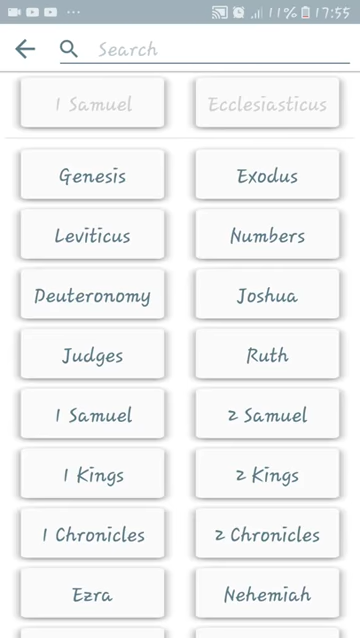 11% 17:55
Search
1 Samuel Ecclesiasticus
Genesis Exodus
Leviticus Numbers
Deuteronomy Joshua
Judges Ruth
1 Samuel 2 Samuel
1 Kings 2 Kings
1 Chronicles 2 Chronicles
Ezra Nehemiah